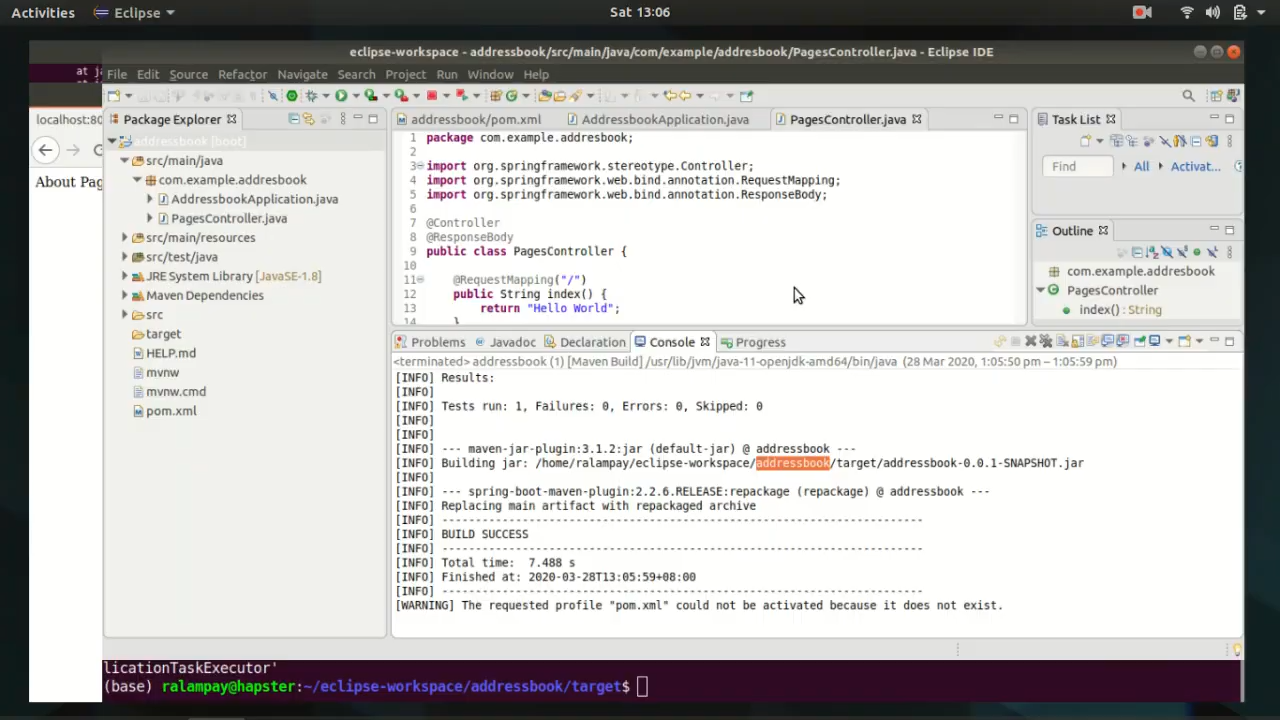 Activities Eclipse Sat 13:06
eclipse-workspace - addressbook/src/main/java/com/example/addresbook/PagesController.java - Eclipse IDE
at
File Edit Source Refactor Navigate Search Project Run Window Help
localhost:80
About Pag
Package Explorer
addressbook [boot]
src/main/java
com.example.addresbook
AddressbookApplication.java
PagesController.java
src/main/resources
src/test/java
JRE System Library [JavaSE-1.8]
Maven Dependencies
src
target
HELP.md
mvnw
mvnw.cmd
pom.xml
addressbook/pom.xml AddressbookApplication.java PagesController.java
1 package com.example.addresbook;
2
3 import org.springframework.stereotype.Controller;
4 import org.springframework.web.bind.annotation.RequestMapping;
5 import org.springframework.web.bind.annotation.ResponseBody;
6
7 @Controller
8 @ResponseBody
9 public class PagesController {
10
11 @RequestMapping("/")
12 public String index() {
13 return "Hello World";
14 }
Task List
Find All Activat...
Outline
com.example.addresbook
PagesController
index() : String
Problems Javadoc Declaration Console Progress
<terminated> addressbook (1) [Maven Build] /usr/lib/jvm/java-11-openjdk-amd64/bin/java (28 Mar 2020, 1:05:50 pm – 1:05:59 pm)
[INFO] Results:
[INFO]
[INFO] Tests run: 1, Failures: 0, Errors: 0, Skipped: 0
[INFO]
[INFO]
[INFO] --- maven-jar-plugin:3.1.2:jar (default-jar) @ addressbook ---
[INFO] Building jar: /home/ralampay/eclipse-workspace/addressbook/target/addressbook-0.0.1-SNAPSHOT.jar
[INFO]
[INFO] --- spring-boot-maven-plugin:2.2.6.RELEASE:repackage (repackage) @ addressbook ---
[INFO] Replacing main artifact with repackaged archive
[INFO] ------------------------------------------------------------------------
[INFO] BUILD SUCCESS
[INFO] ------------------------------------------------------------------------
[INFO] Total time:  7.488 s
[INFO] Finished at: 2020-03-28T13:05:59+08:00
[INFO] ------------------------------------------------------------------------
[WARNING] The requested profile "pom.xml" could not be activated because it does not exist.
licationTaskExecutor'
(base) ralampay@hapster:~/eclipse-workspace/addressbook/target$